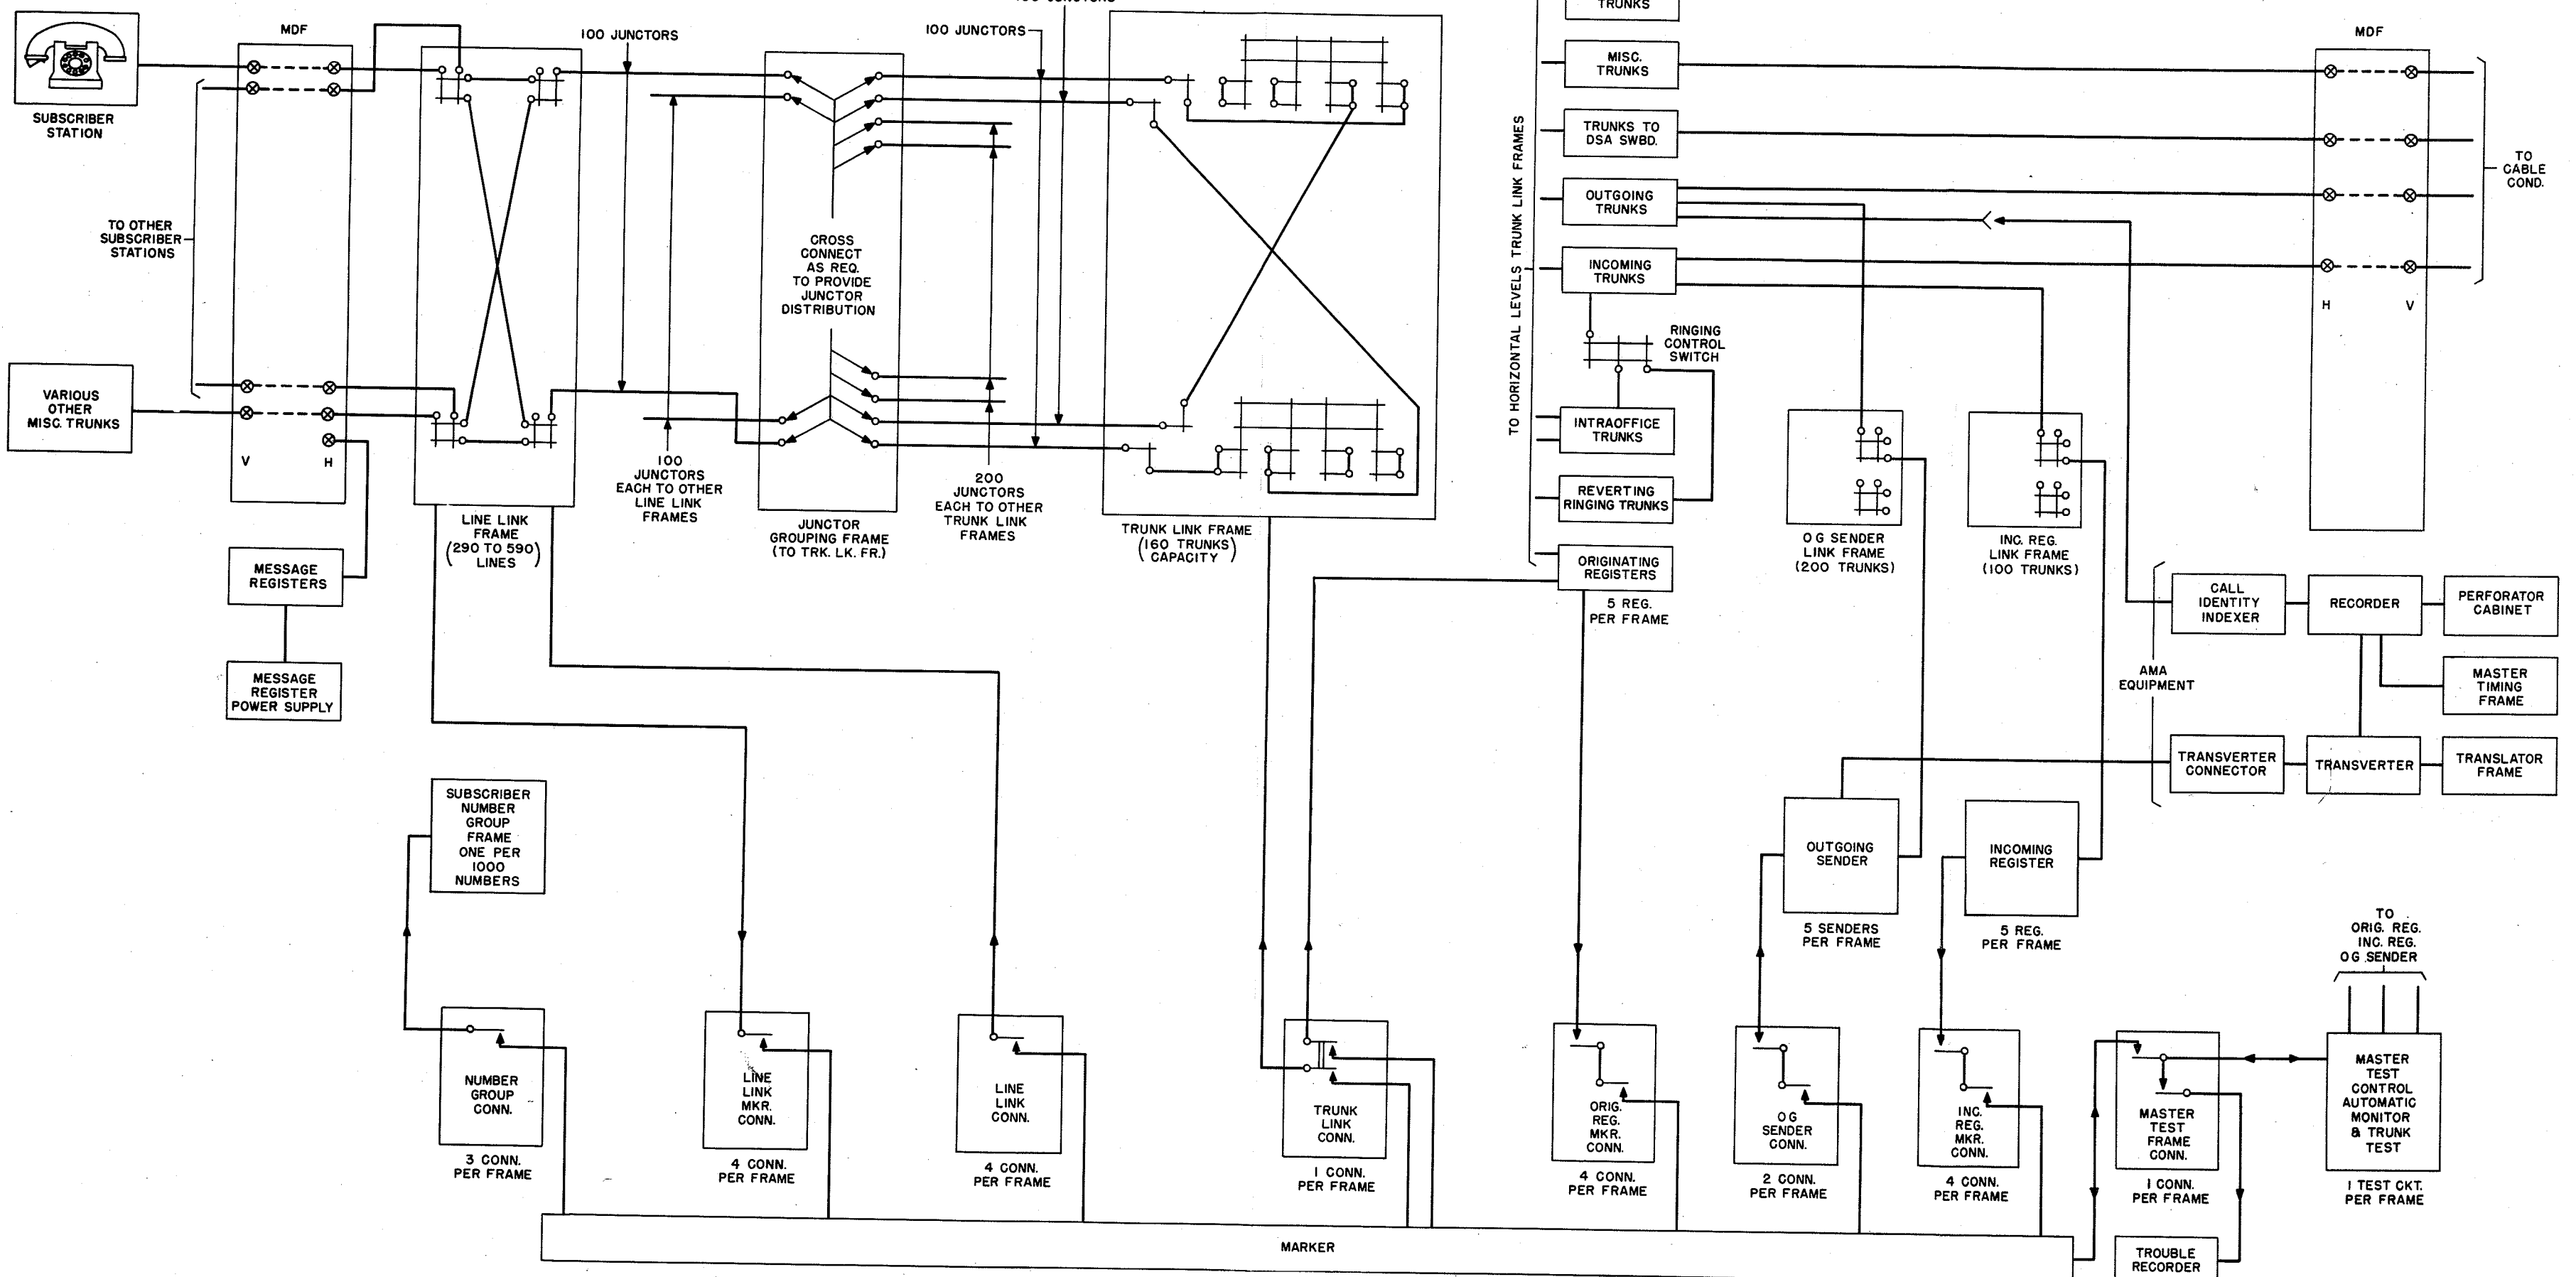 TRUNKS
MDF
100 JUNCTORS
100 JUNCTORS
MDF
MISC.
TRUNKS
SUBSCRIBER
STATION
TRUNKS TO
DSA SWBD.
TO
CABLE
COND.
OUTGOING
TRUNKS
TO OTHER
SUBSCRIBER
STATIONS
CROSS
CONNECT
AS REQ.
TO PROVIDE
JUNCTOR
DISTRIBUTION
TO HORIZONTAL LEVELS TRUNK LINK FRAMES
INCOMING
TRUNKS
H
V
RINGING
CONTROL
SWITCH
VARIOUS
OTHER
MISC. TRUNKS
V
H
INTRAOFFICE
TRUNKS
100
JUNCTORS
EACH TO OTHER
LINE LINK
FRAMES
200
JUNCTORS
EACH TO OTHER
TRUNK LINK
FRAMES
REVERTING
RINGING TRUNKS
LINE LINK
FRAME
(290 TO 590)
LINES
JUNCTOR
GROUPING FRAME
(TO TRK. LK. FR.)
TRUNK LINK FRAME
(160 TRUNKS)
CAPACITY
OG SENDER
LINK FRAME
(200 TRUNKS)
INC. REG.
LINK FRAME
(100 TRUNKS)
ORIGINATING
REGISTERS
5 REG.
PER FRAME
MESSAGE
REGISTERS
CALL
IDENTITY
INDEXER
RECORDER
PERFORATOR
CABINET
MESSAGE
REGISTER
POWER SUPPLY
AMA
EQUIPMENT
MASTER
TIMING
FRAME
TRANSVERTER
CONNECTOR
TRANSVERTER
TRANSLATOR
FRAME
SUBSCRIBER
NUMBER
GROUP
FRAME
ONE PER
1000
NUMBERS
OUTGOING
SENDER
INCOMING
REGISTER
5 SENDERS
PER FRAME
5 REG.
PER FRAME
TO
ORIG. REG.
INC. REG.
OG SENDER
NUMBER
GROUP
CONN.
3 CONN.
PER FRAME
LINE
LINK
MKR.
CONN.
4 CONN.
PER FRAME
LINE
LINK
CONN.
4 CONN.
PER FRAME
TRUNK
LINK
CONN.
1 CONN.
PER FRAME
ORIG.
REG.
MKR.
CONN.
4 CONN.
PER FRAME
OG
SENDER
CONN.
2 CONN.
PER FRAME
INC.
REG.
MKR.
CONN.
4 CONN.
PER FRAME
MASTER
TEST
FRAME
CONN.
1 CONN.
PER FRAME
MASTER
TEST
CONTROL
AUTOMATIC
MONITOR
& TRUNK
TEST
1 TEST CKT.
PER FRAME
MARKER
TROUBLE
RECORDER